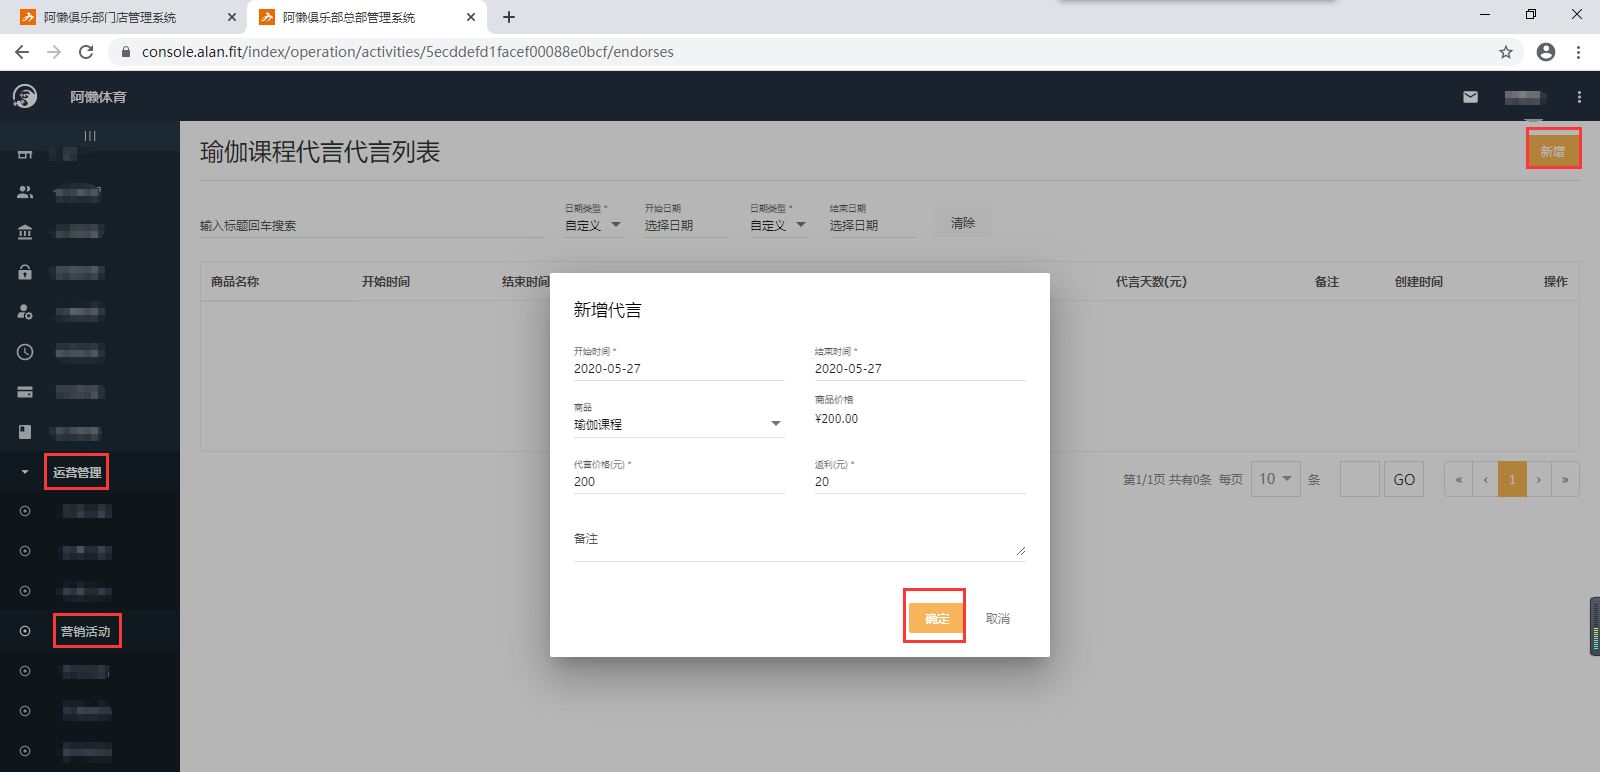 阿懒俱乐部门店管理系统
阿懒俱乐部总部管理系统
console.alan.fit/index/operation/activities/5ecddefd1facef00088e0bcf/endorses
阿懒体育
瑜伽课程代言代言列表
新增
输入标题回车搜索
日期类型 *
自定义
开始日期
选择日期
日期类型 *
自定义
结束日期
选择日期
清除
商品名称 开始时间 结束时间 代言天数(元) 备注 创建时间 操作
新增代言
开始时间 *
2020-05-27
结束时间 *
2020-05-27
商品
瑜伽课程
商品价格
¥200.00
代言价格(元) *
200
返利(元) *
20
备注
确定 取消
第1/1页 共有0条 每页 10 条 GO « ‹ 1 › »
运营管理
营销活动